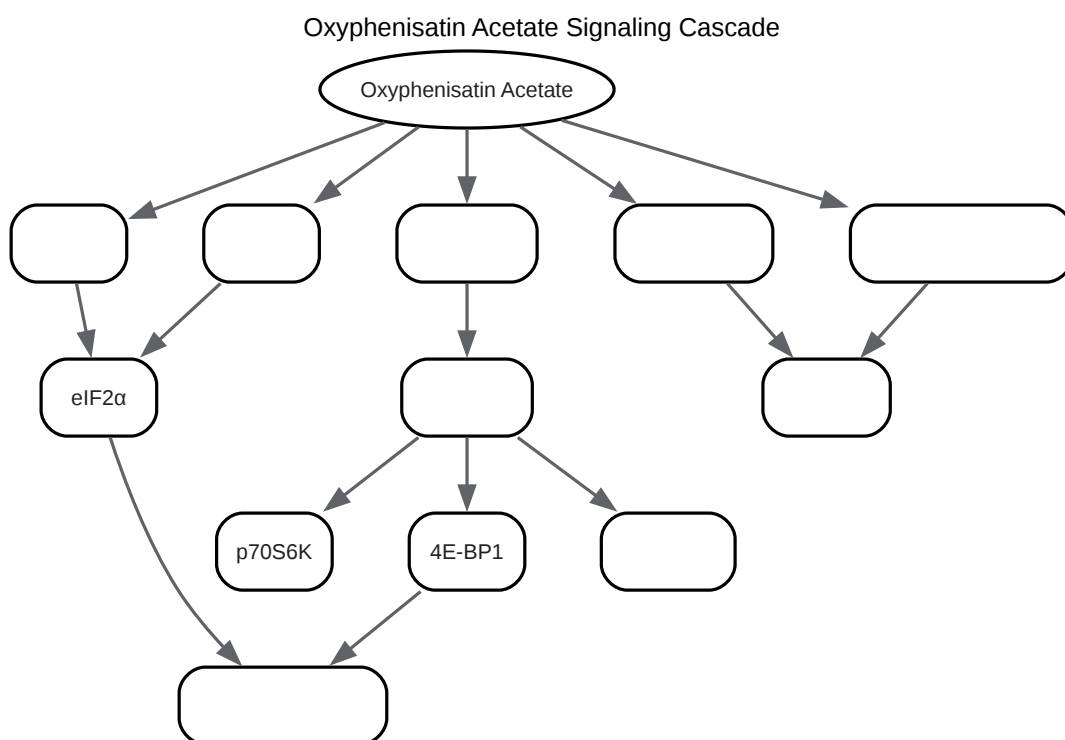 Oxyphenisatin Acetate Signaling Cascade
Oxyphenisatin Acetate
eIF2α
p70S6K
4E-BP1